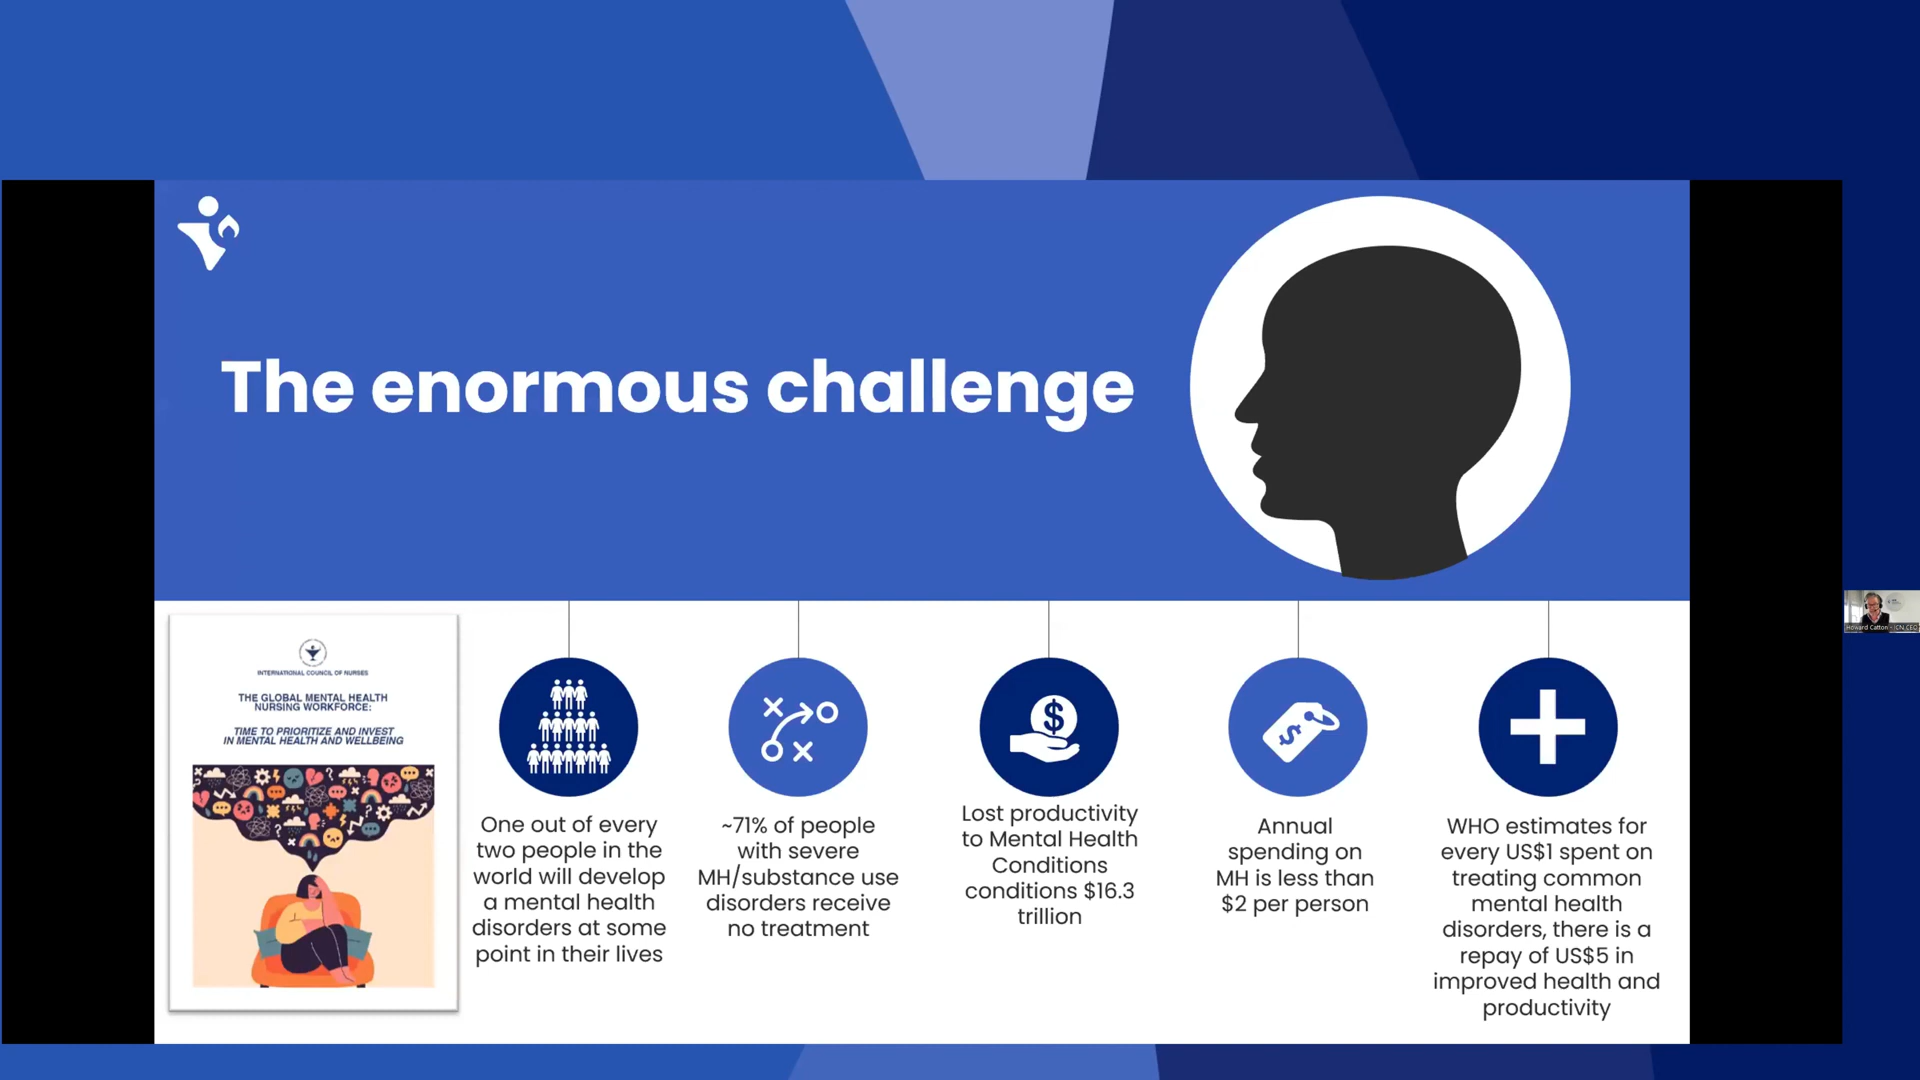 The enormous challenge
INTERNATIONAL COUNCIL OF NURSES
THE GLOBAL MENTAL HEALTH
NURSING WORKFORCE:
TIME TO PRIORITIZE AND INVEST
IN MENTAL HEALTH AND WELLBEING
One out of every
two people in the
world will develop
a mental health
disorders at some
point in their lives
~71% of people
with severe
MH/substance use
disorders receive
no treatment
Lost productivity
to Mental Health
Conditions
conditions $16.3
trillion
Annual
spending on
MH is less than
$2 per person
WHO estimates for
every US$1 spent on
treating common
mental health
disorders, there is a
repay of US$5 in
improved health and
productivity
Howard Catton - ICN CEO